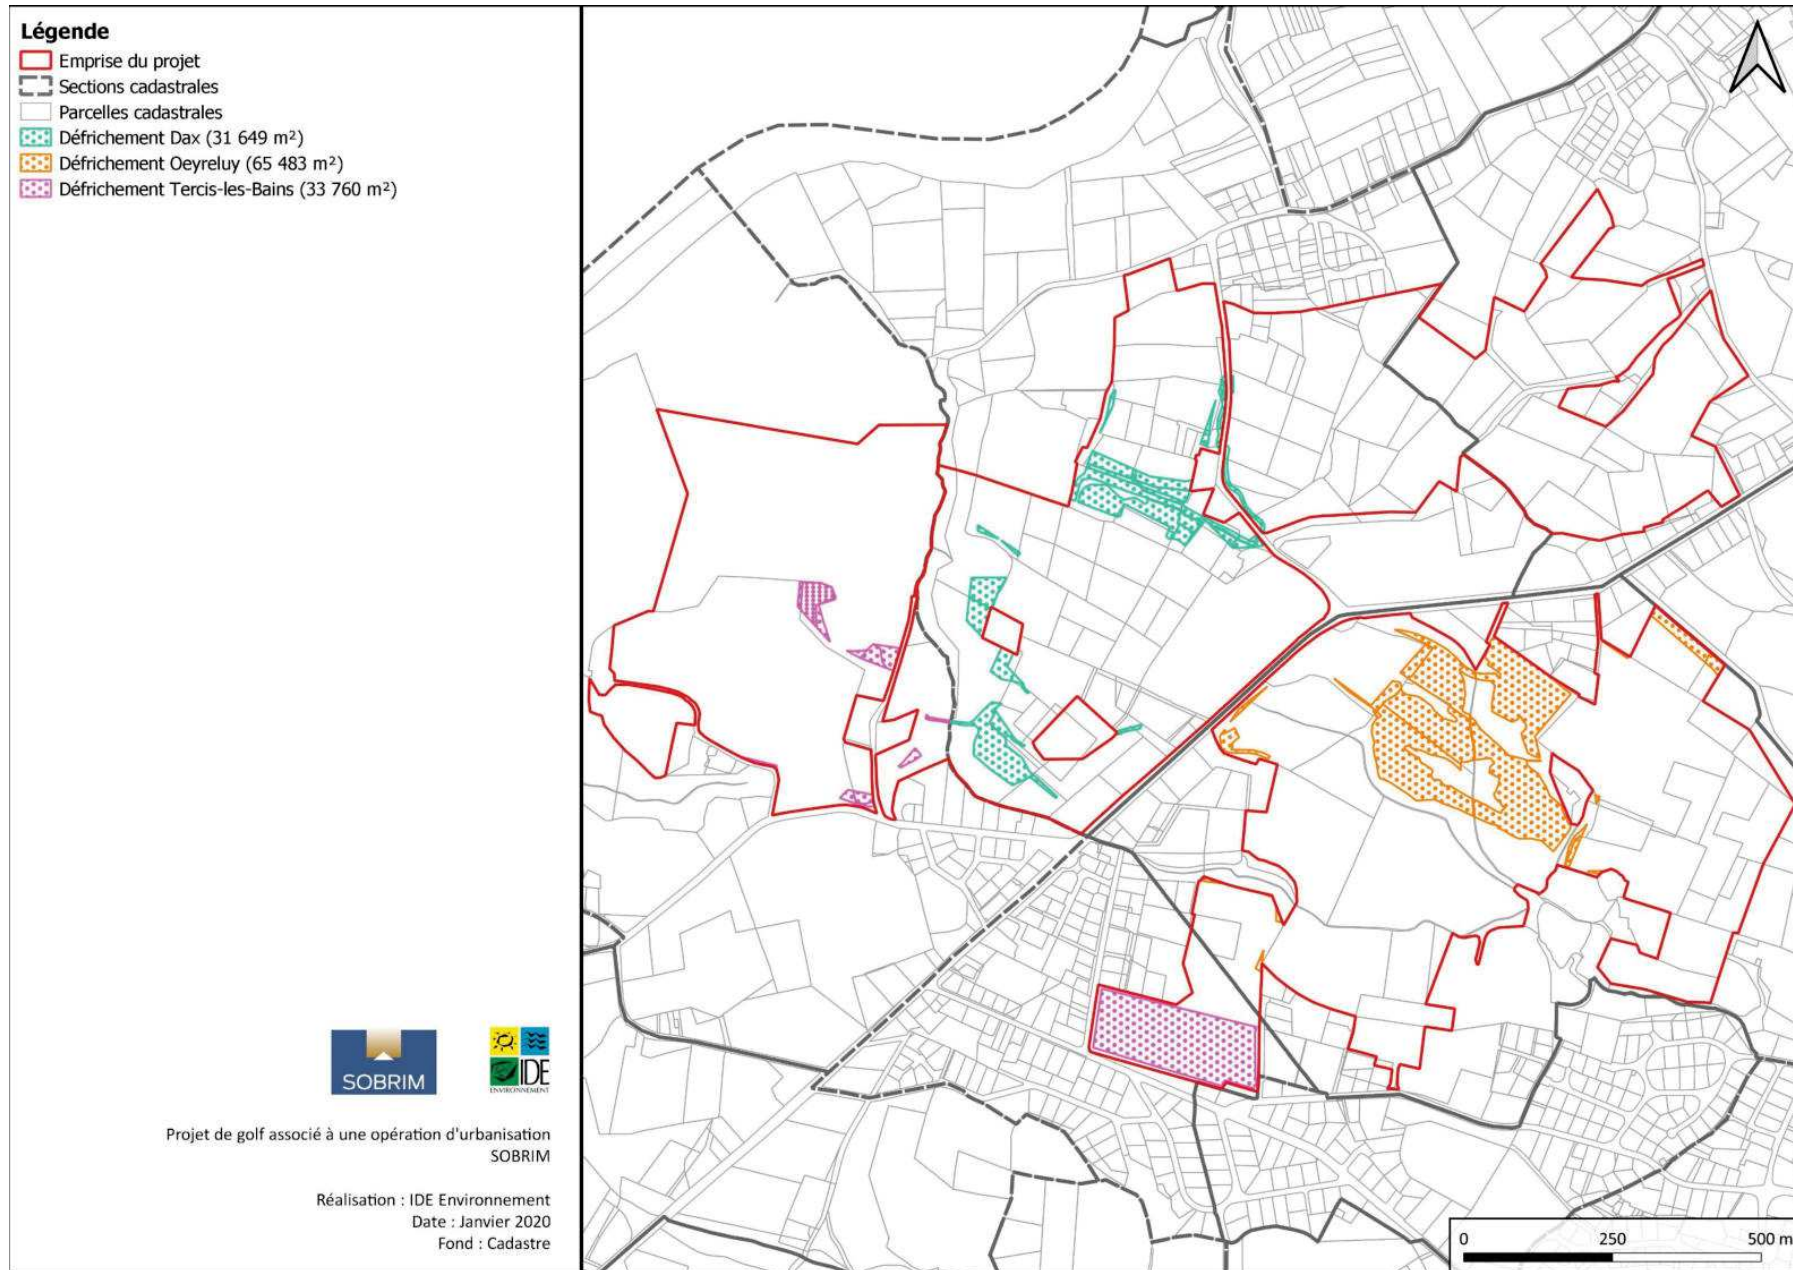 Légende
Emprise du projet
Sections cadastrales
Parcelles cadastrales
Défrichement Dax (31 649 m²)
Défrichement Oeyreluy (65 483 m²)
Défrichement Tercis-les-Bains (33 760 m²)
SOBRIM
IDE
ENVIRONNEMENT
Projet de golf associé à une opération d'urbanisation
SOBRIM
Réalisation : IDE Environnement
Date : Janvier 2020
Fond : Cadastre
0 250 500 m